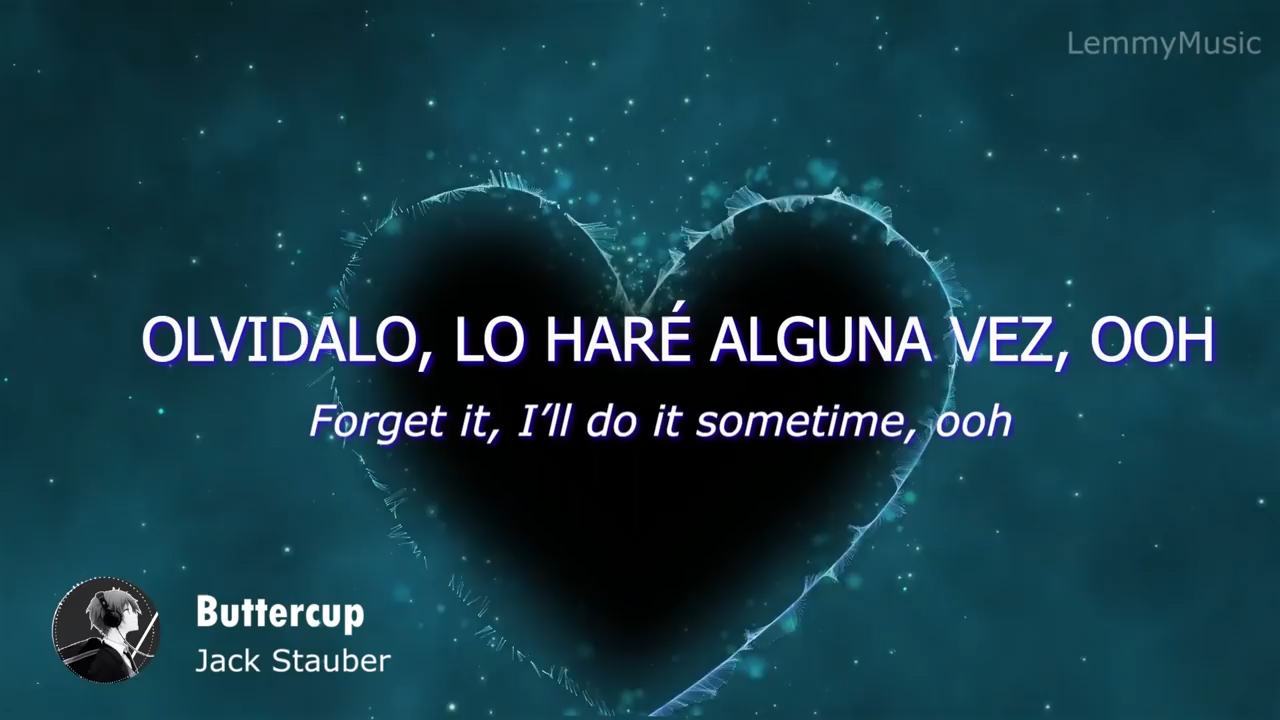 LemmyMusic
OLVIDALO, LO HARÉ ALGUNA VEZ, OOH
Forget it, I’ll do it sometime, ooh
Buttercup
Jack Stauber